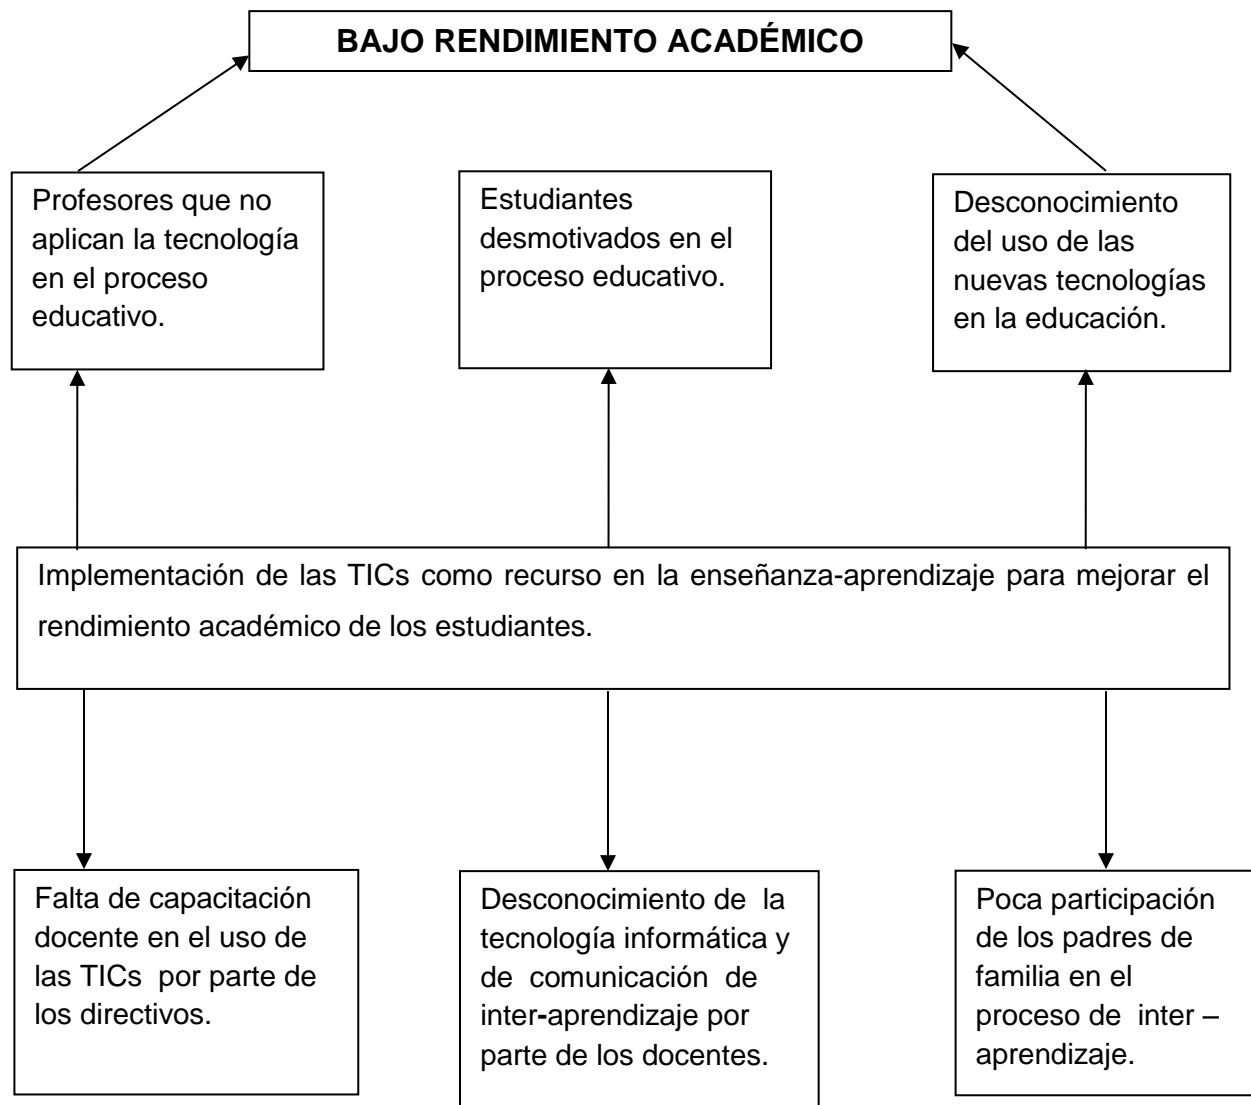 BAJO RENDIMIENTO ACADÉMICO
Profesores que no
aplican la tecnología
en el proceso
educativo.
Estudiantes
desmotivados en el
proceso educativo.
Desconocimiento
del uso de las
nuevas tecnologías
en la educación.
Implementación de las TICs como recurso en la enseñanza-aprendizaje para mejorar el
rendimiento académico de los estudiantes.
Falta de capacitación
docente en el uso de
las TICs por parte de
los directivos.
Desconocimiento de la
tecnología informática y
de comunicación de
inter-aprendizaje por
parte de los docentes.
Poca participación
de los padres de
familia en el
proceso de inter –
aprendizaje.